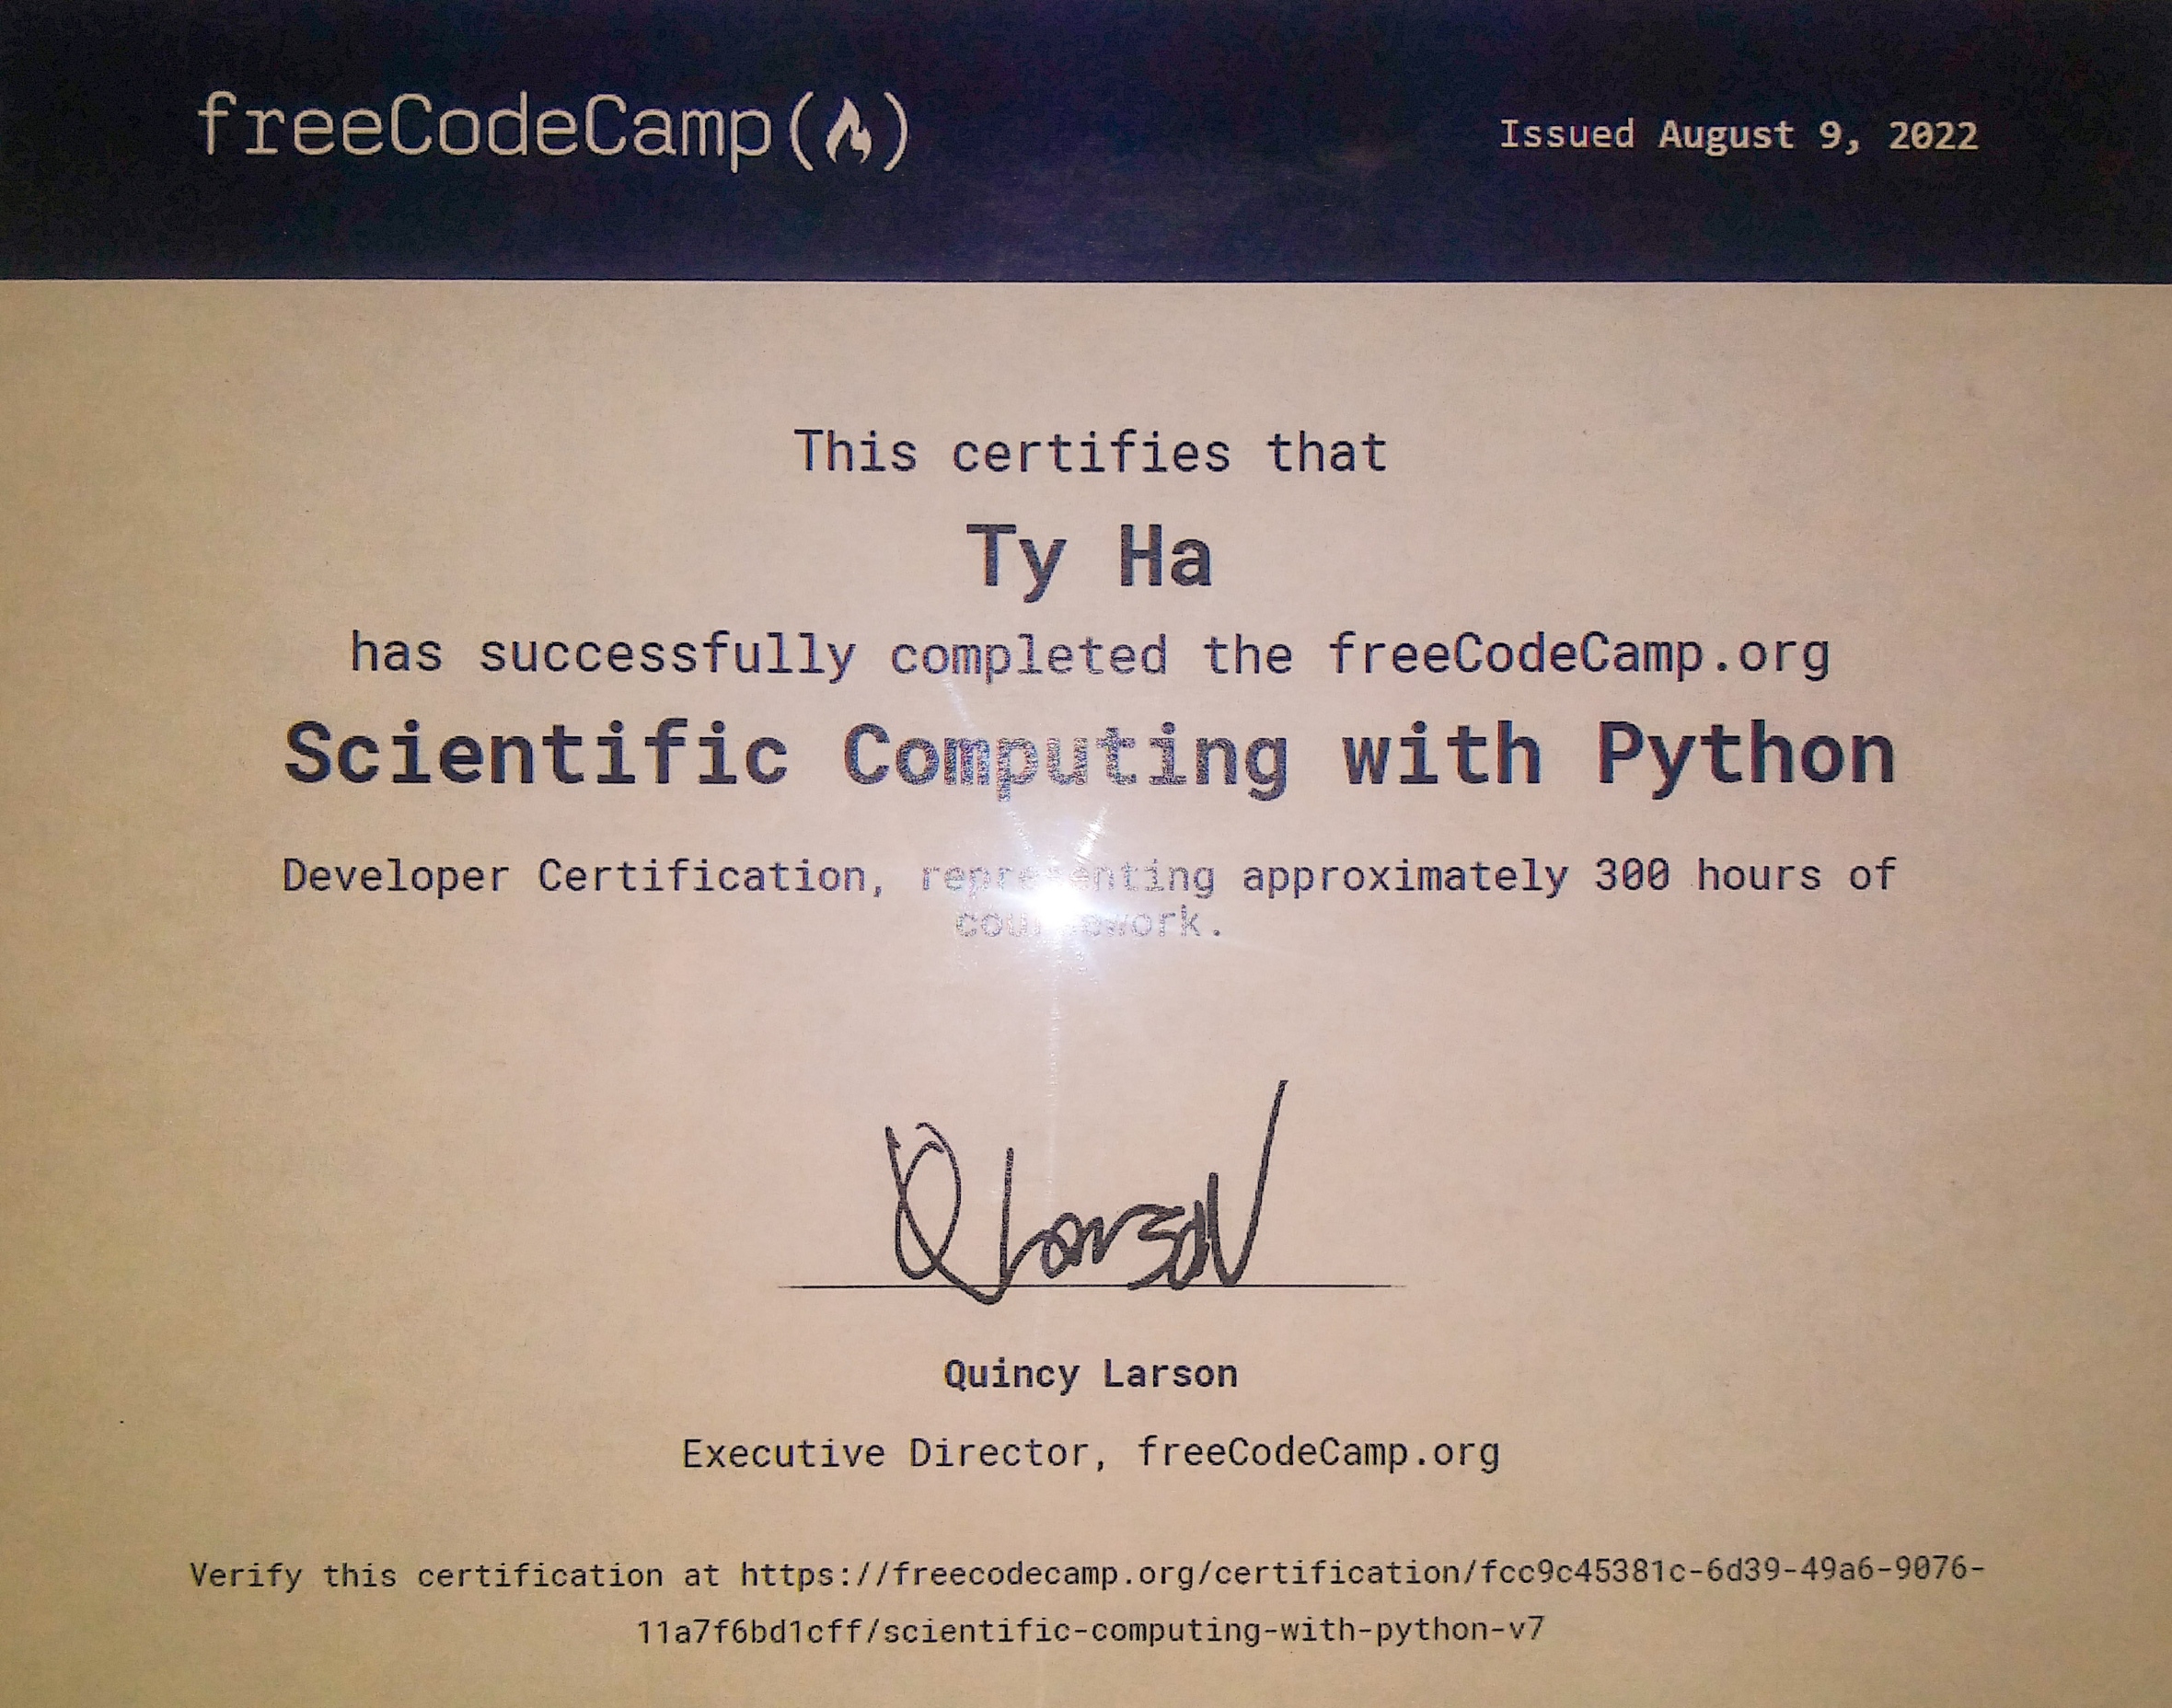 freeCodeCamp(🔥)
Issued August 9, 2022
This certifies that
Ty Ha
has successfully completed the freeCodeCamp.org
Scientific Computing with Python
Developer Certification, representing approximately 300 hours of
coursework.
Q Larson
Quincy Larson
Executive Director, freeCodeCamp.org
Verify this certification at https://freecodecamp.org/certification/fcc9c45381c-6d39-49a6-9076-
11a7f6bd1cff/scientific-computing-with-python-v7